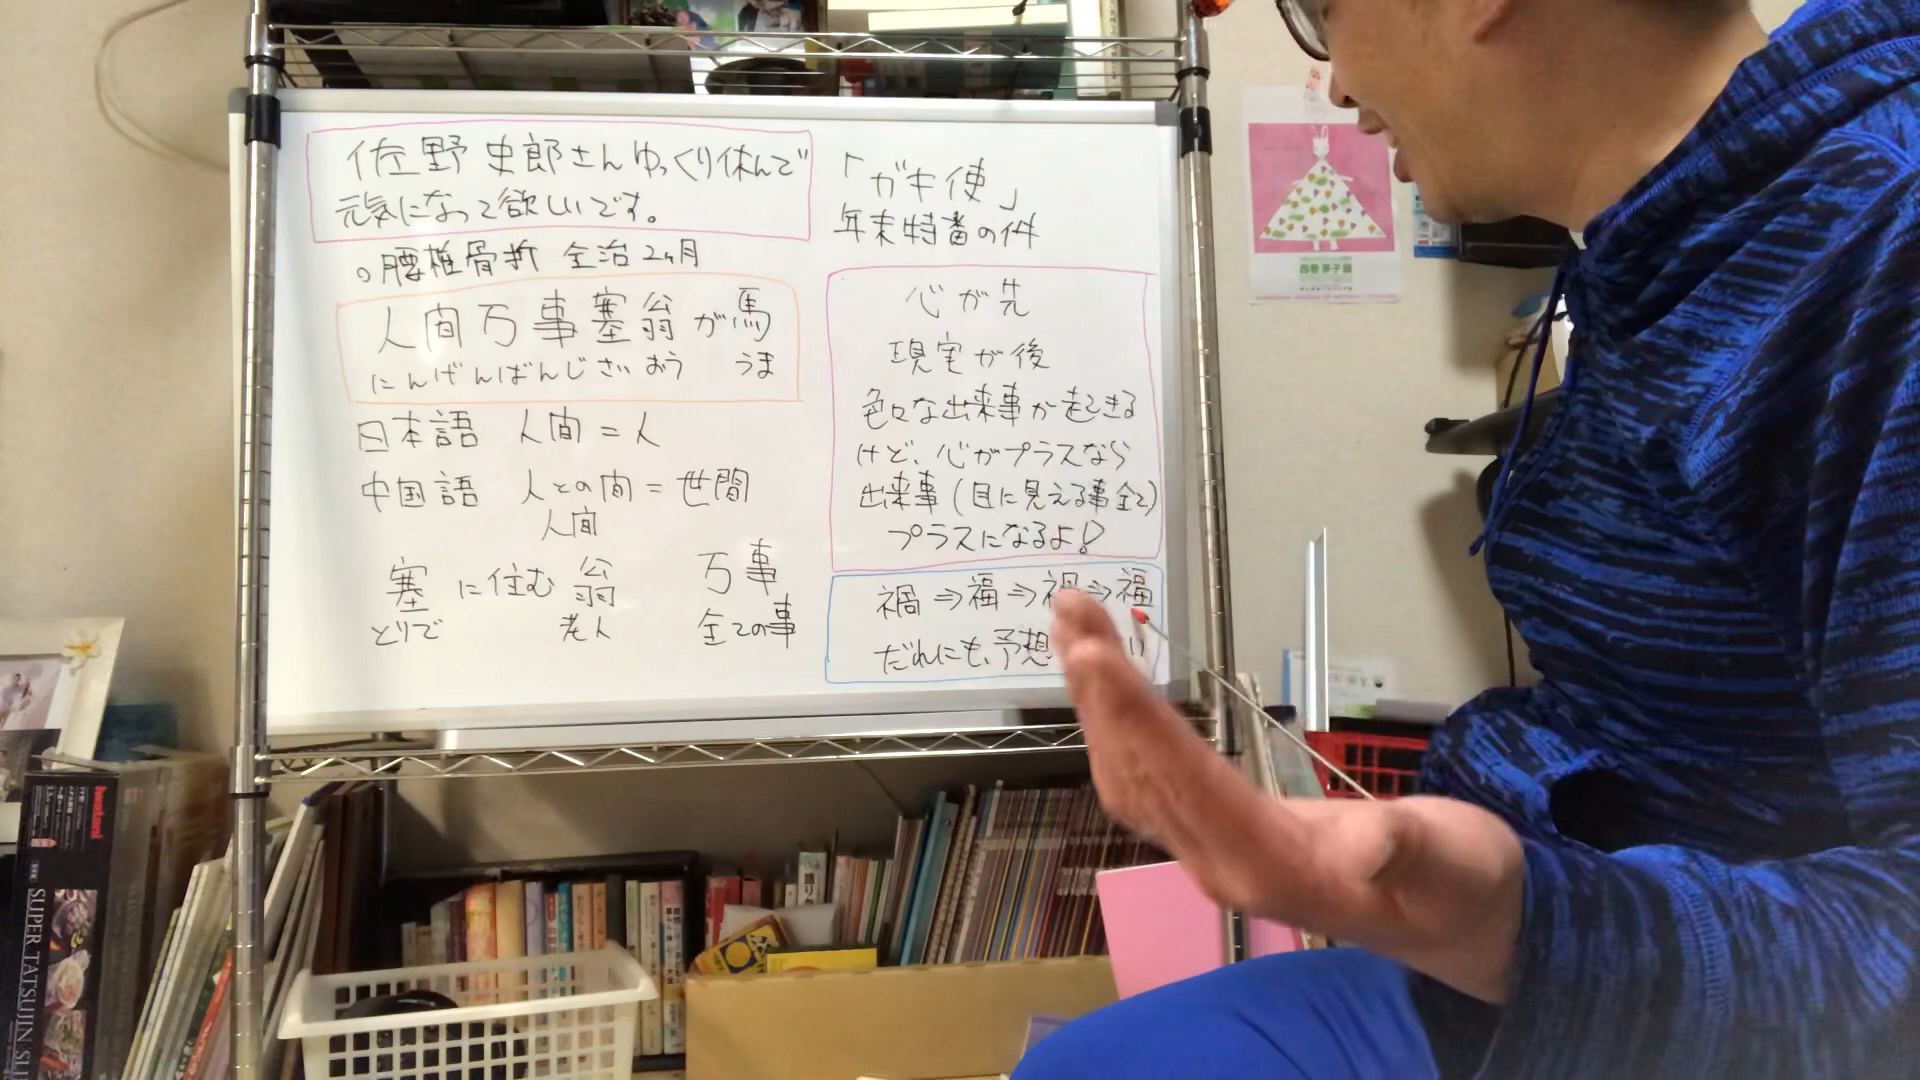 佐野史郎さんゆっくり休んで
元気になって欲しいです。
○腰椎骨折 全治2ヶ月
人間万事塞翁が馬
にんげんばんじさいおう うま
日本語 人間=人
中国語 人との間=世間
人間
塞に住む翁 万事
とりで 老人 全ての事
「ガキ使」
年末特番の件
心が先
現実が後
色々な出来事が起きる
けど、心がプラスなら
出来事(目に見える事全て)
プラスになるよ!
禍⇒福⇒禍⇒福
だれにも、予想
SUPER TATSUJIN
iwatani